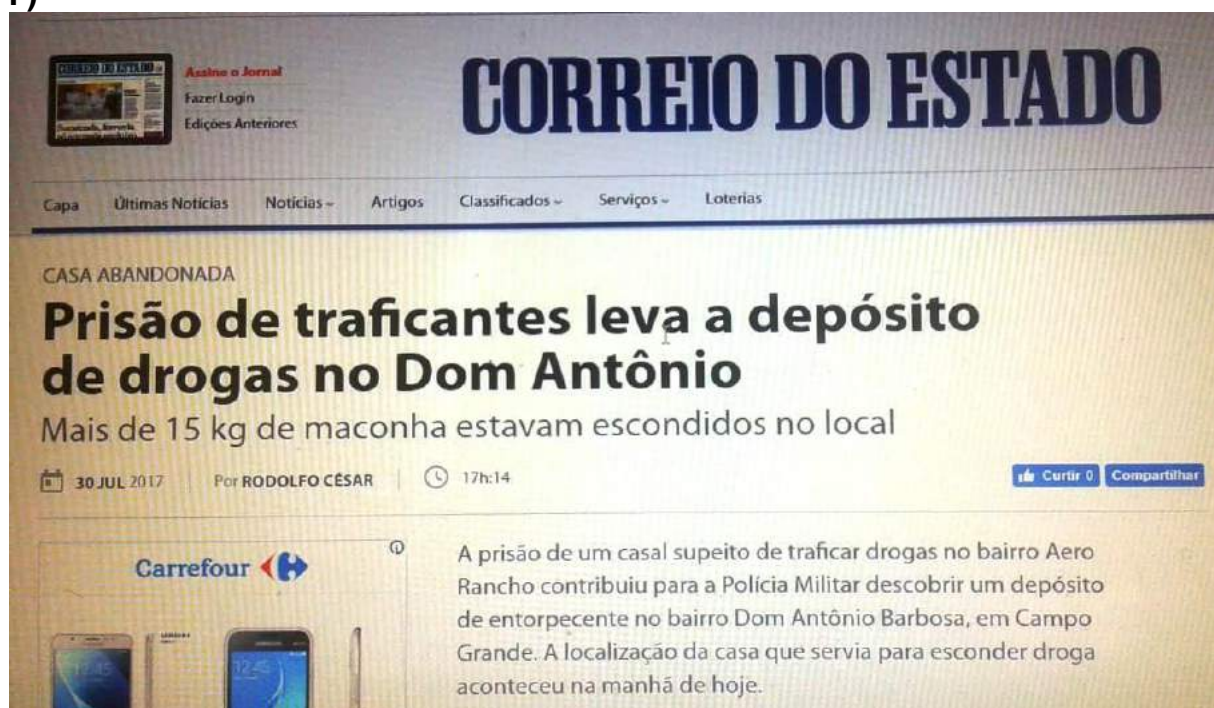 Assine o Jornal
Fazer Login
Edições Anteriores
CORREIO DO ESTADO
Capa Últimas Notícias Notícias Artigos Classificados Serviços Loterias
CASA ABANDONADA
Prisão de traficantes leva a depósito
de drogas no Dom Antônio
Mais de 15 kg de maconha estavam escondidos no local
30 JUL 2017 Por RODOLFO CÉSAR 17h:14
Curtir 0 Compartilhar
Carrefour
A prisão de um casal supeito de traficar drogas no bairro Aero
Rancho contribuiu para a Polícia Militar descobrir um depósito
de entorpecente no bairro Dom Antônio Barbosa, em Campo
Grande. A localização da casa que servia para esconder droga
aconteceu na manhã de hoje.
12:45
12:45